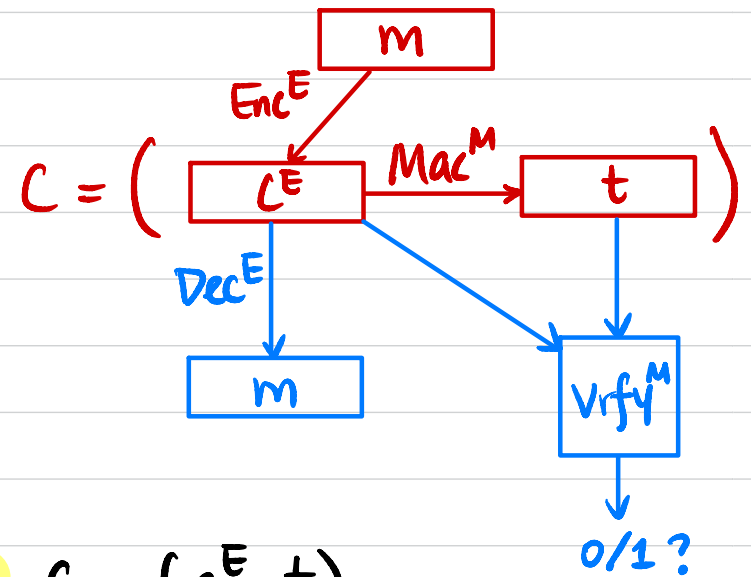 m
Enc^E
C = ( C^E Mac^M t )
Dec^E
m
Vrfy^M
0/1 ?
(C^E, t)